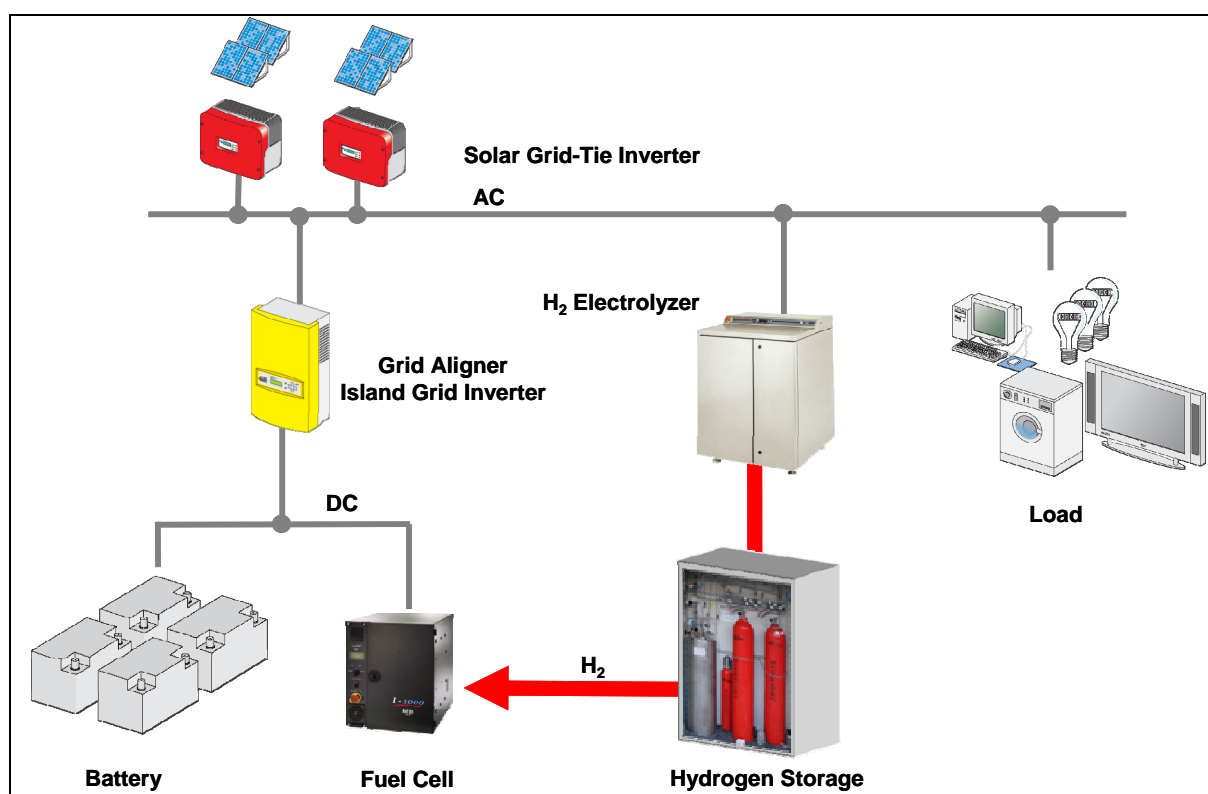 Solar Grid-Tie Inverter
AC
H₂ Electrolyzer
Grid Aligner
Island Grid Inverter
DC
Load
H₂
I-1000
Battery
Fuel Cell
Hydrogen Storage